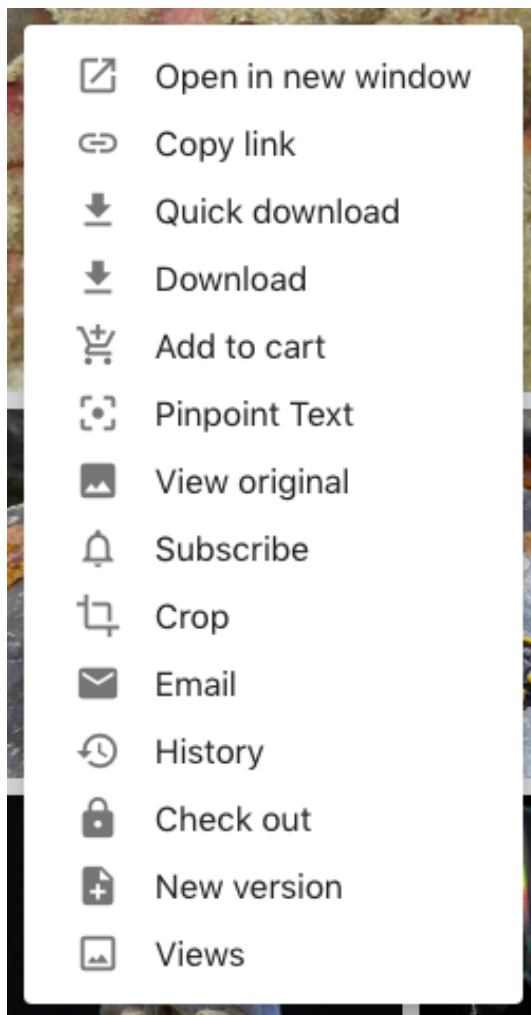 Open in new window
Copy link
Quick download
Download
Add to cart
Pinpoint Text
View original
Subscribe
Crop
Email
History
Check out
New version
Views